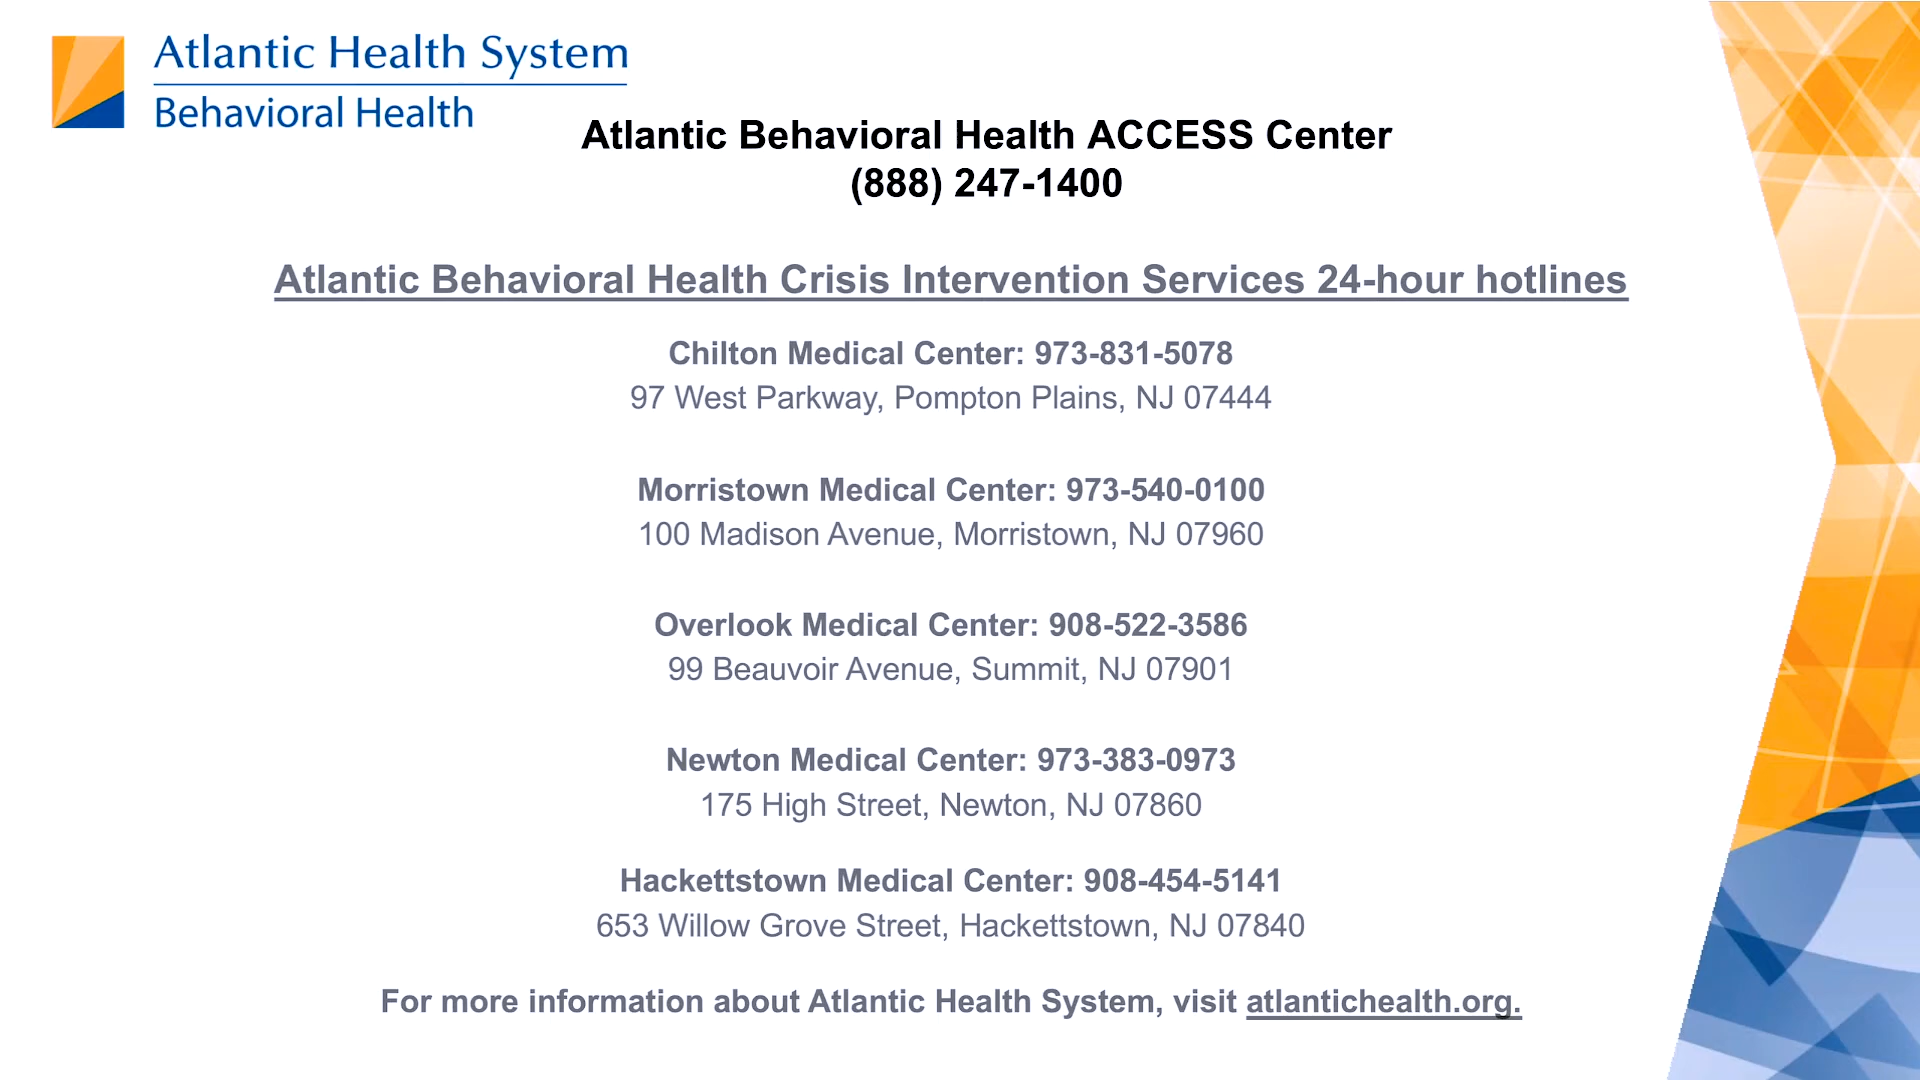 Atlantic Health System
Behavioral Health
Atlantic Behavioral Health ACCESS Center
(888) 247-1400
Atlantic Behavioral Health Crisis Intervention Services 24-hour hotlines
Chilton Medical Center: 973-831-5078
97 West Parkway, Pompton Plains, NJ 07444
Morristown Medical Center: 973-540-0100
100 Madison Avenue, Morristown, NJ 07960
Overlook Medical Center: 908-522-3586
99 Beauvoir Avenue, Summit, NJ 07901
Newton Medical Center: 973-383-0973
175 High Street, Newton, NJ 07860
Hackettstown Medical Center: 908-454-5141
653 Willow Grove Street, Hackettstown, NJ 07840
For more information about Atlantic Health System, visit atlantichealth.org.